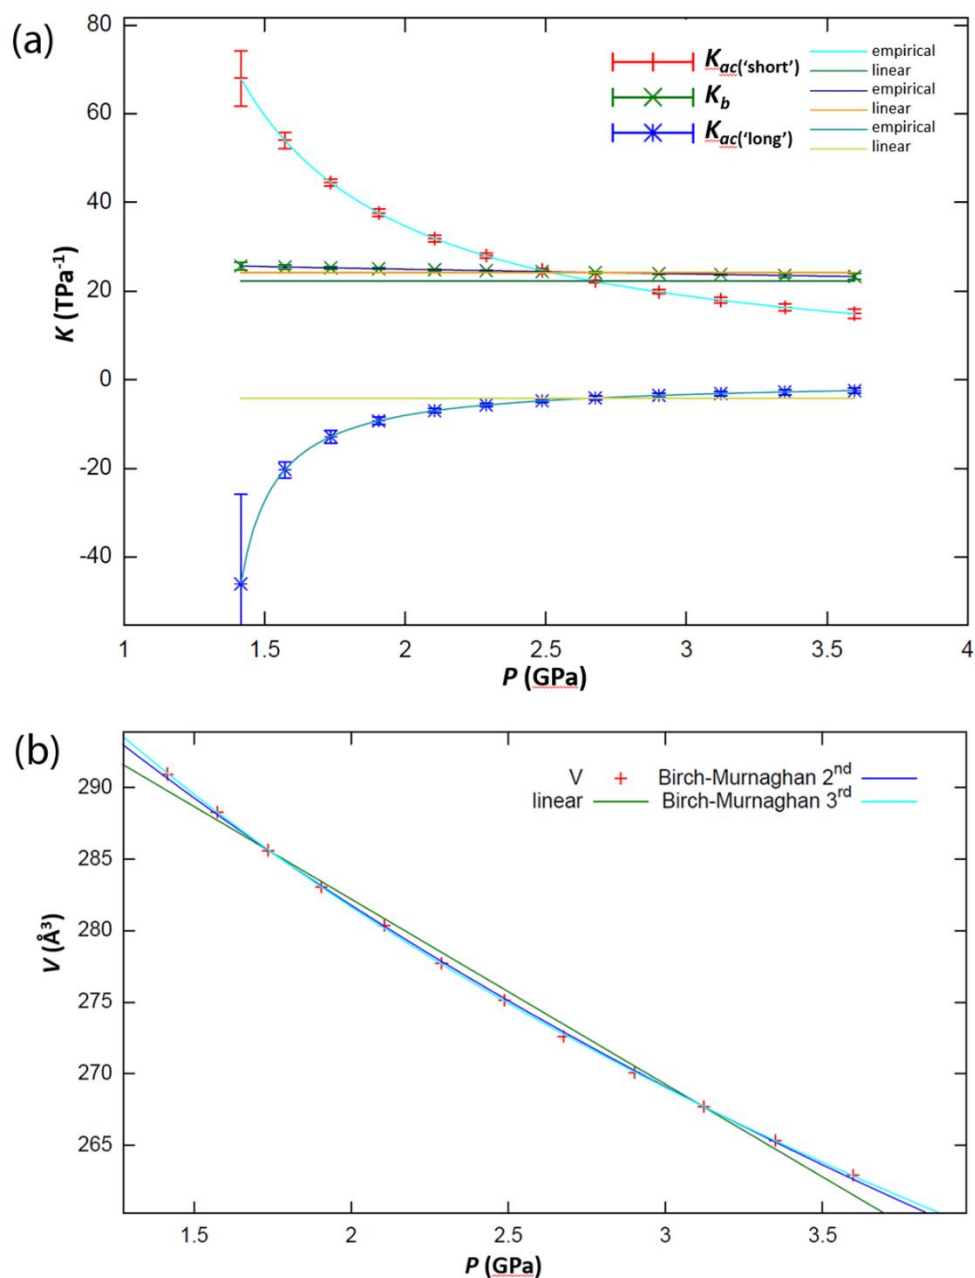 (a)
80
60
40
20
0
-20
-40
K (TPa-1)
Kac('short')
Kb
Kac('long')
empirical
linear
empirical
linear
empirical
linear
1 1.5 2 2.5 3 3.5 4
P (GPa)
(b)
290
285
280
275
270
265
V (Å³)
V Birch-Murnaghan 2nd
linear Birch-Murnaghan 3rd
1.5 2 2.5 3 3.5
P (GPa)